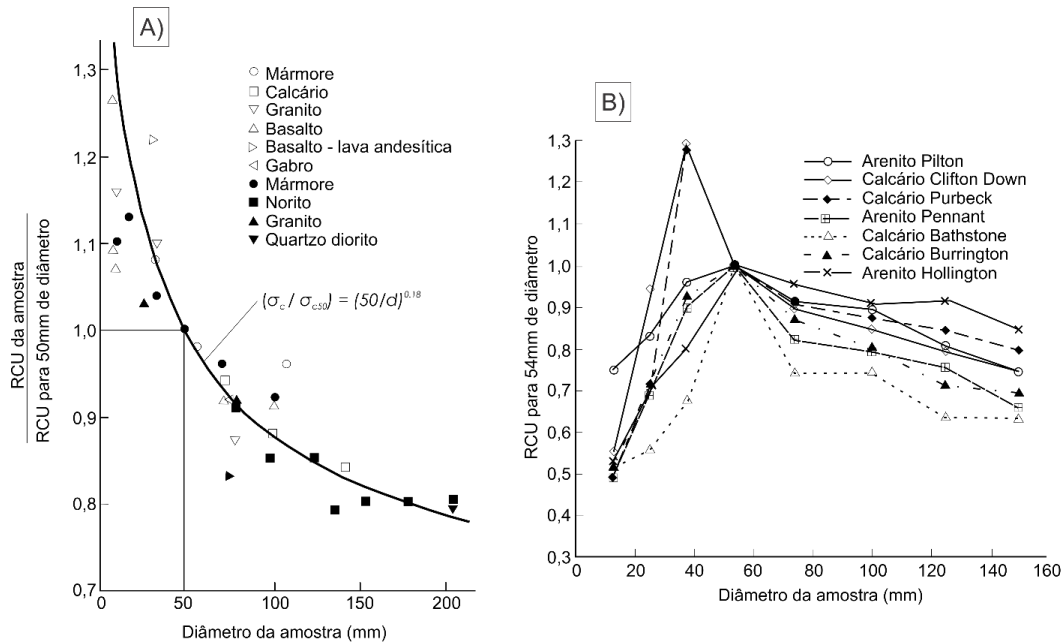 A)
RCU da amostra
RCU para 50mm de diâmetro
1,3
1,2
1,1
1,0
0,9
0,8
0,7
0
50
100
150
200
Diâmetro da amostra (mm)
Mármore
Calcário
Granito
Basalto
Basalto - lava andesítica
Gabro
Mármore
Norito
Granito
Quartzo diorito
(σc / σc50) = (50/d)^0,18
B)
RCU da amostra
RCU para 54mm de diâmetro
1,3
1,2
1,1
1,0
0,9
0,8
0,7
0,6
0,5
0,4
0,3
0
20
40
60
80
100
120
140
160
Diâmetro da amostra (mm)
Arenito Pilton
Calcário Clifton Down
Calcário Purbeck
Arenito Pennant
Calcário Bathstone
Calcário Burrington
Arenito Hollington